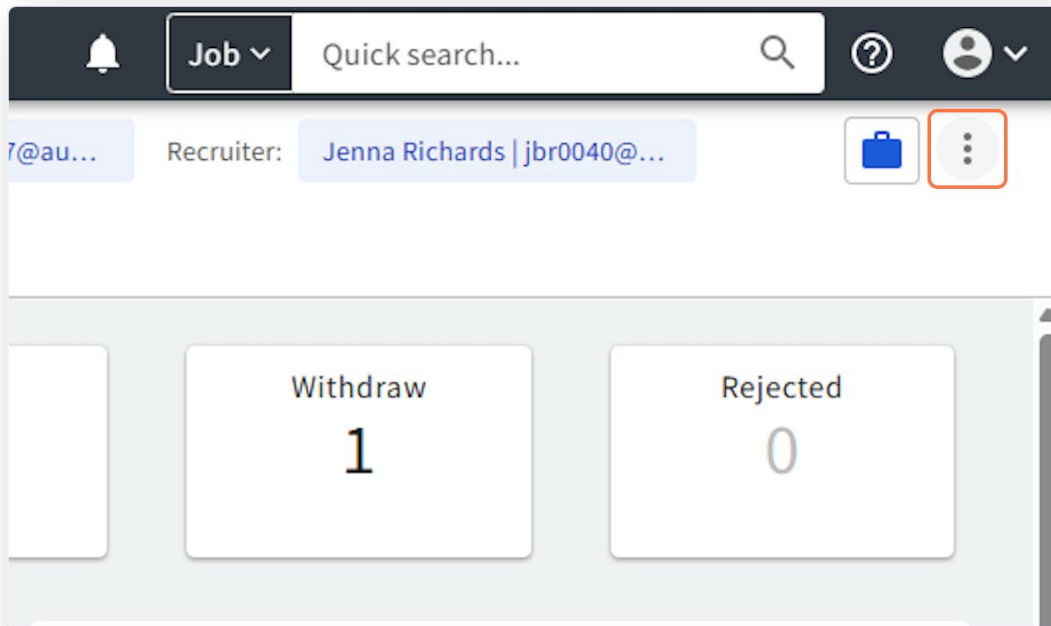 Job Quick search...
7@au... Recruiter: Jenna Richards | jbr0040@...
Withdraw Rejected
1 0